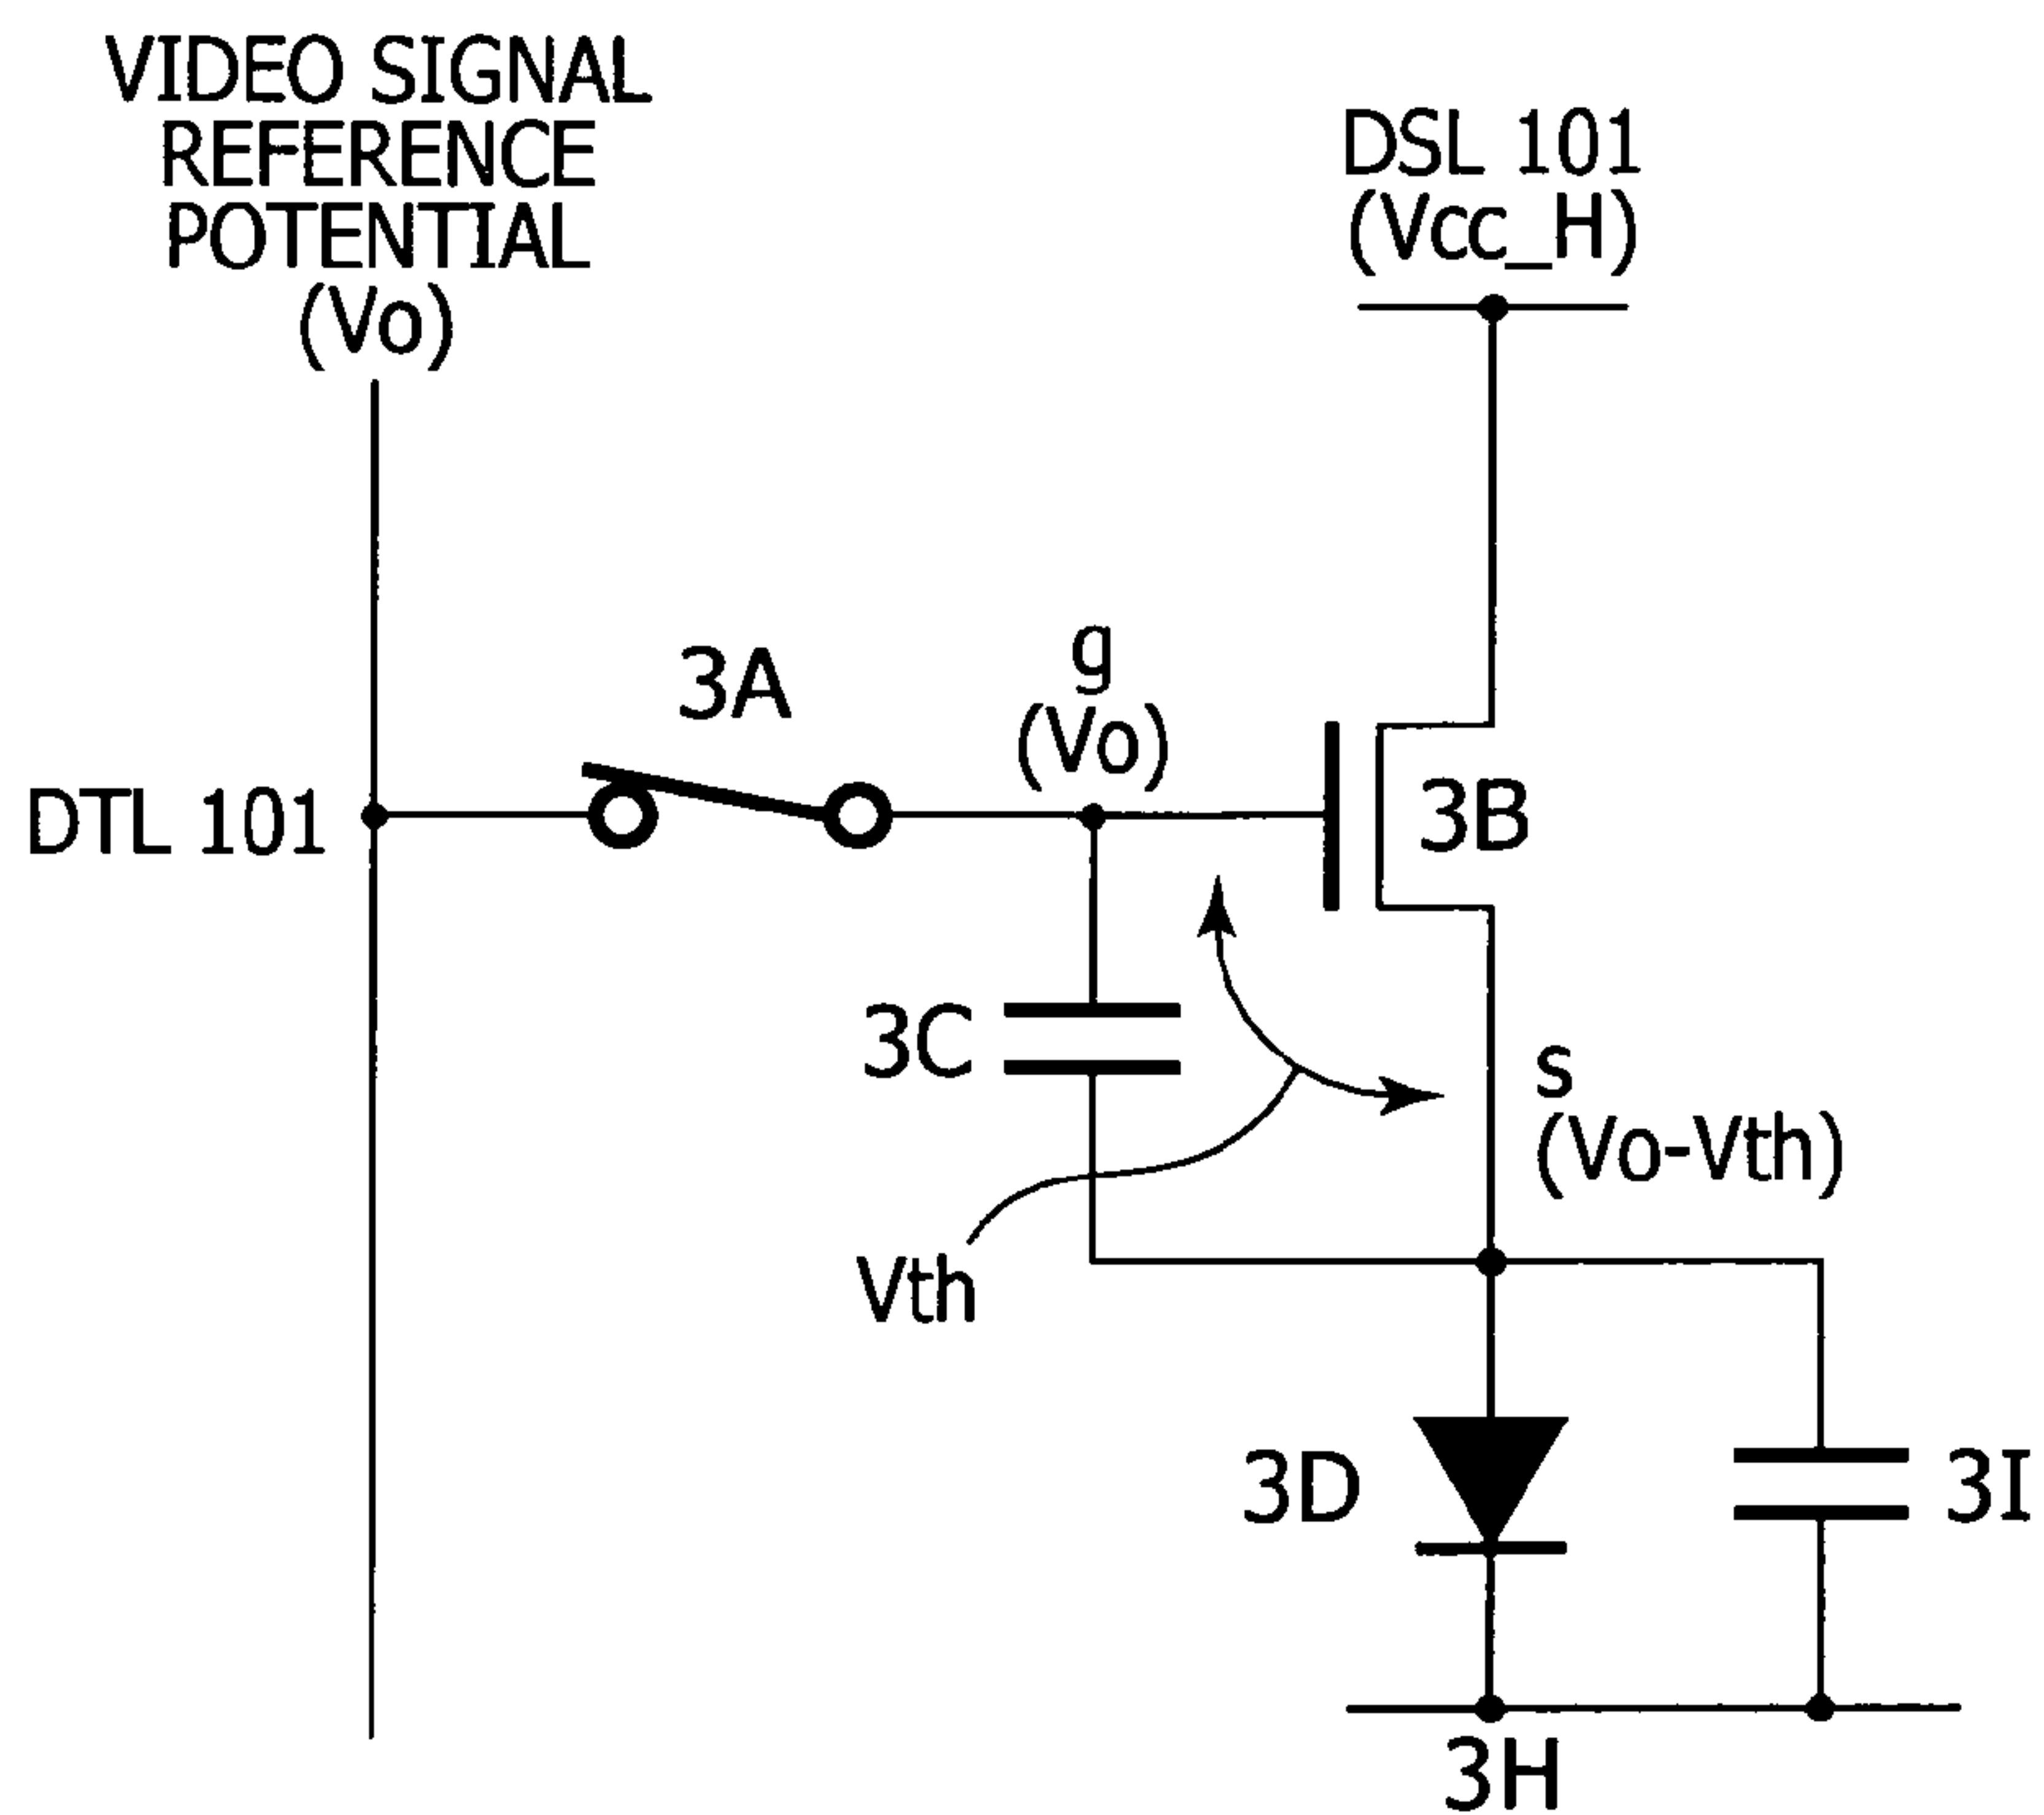 VIDEO SIGNAL
REFERENCE
POTENTIAL
(Vo)
DSL 101
(Vcc_H)
3A
g
(Vo)
DTL 101
3B
3C
s
(Vo-Vth)
Vth
3D
3I
3H